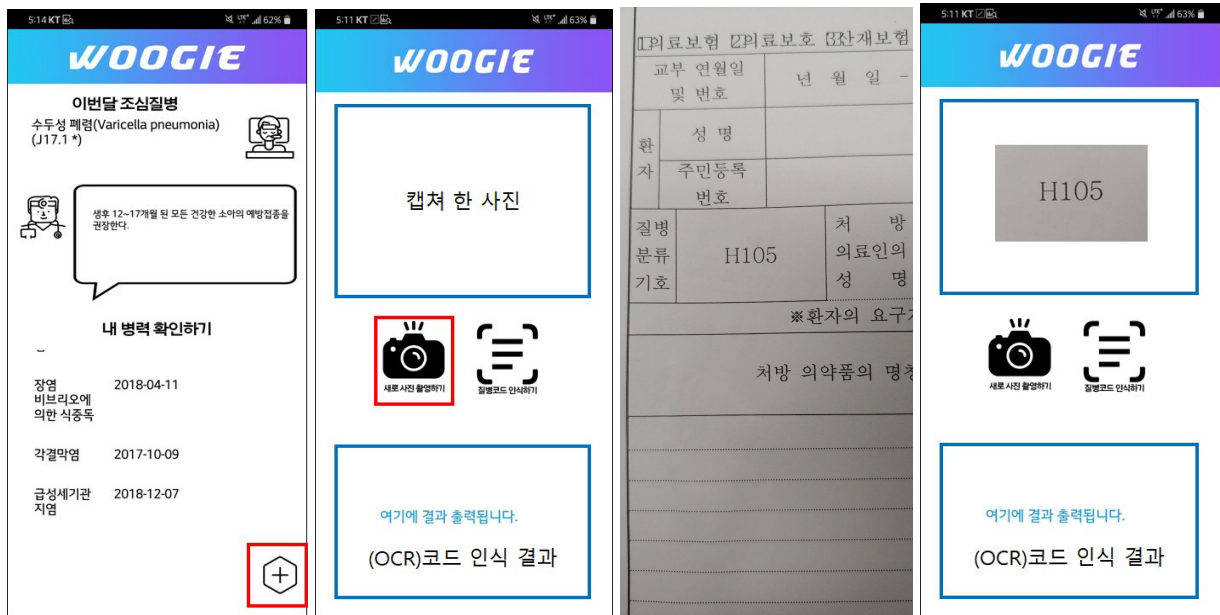 5:14 KT 62%
WOOGIE
이번달 조심질병
수두성 폐렴(Varicella pneumonia)
(J17.1 *)
생후 12~17개월 된 모든 건강한 소아의 예방접종을
권장한다.
내 병력 확인하기
장염 2018-04-11
비브리오에
의한 식중독
각결막염 2017-10-09
급성세기관 2018-12-07
지염
5:11 KT 63%
WOOGIE
캡쳐 한 사진
새로 사진 촬영하기 질병코드 인식하기
여기에 결과 출력됩니다.
(OCR)코드 인식 결과
1의료보험 2의료보호 3산재보험
교부 연월일 년 월 일 -
및 번호
환 성 명
자 주민등록
번호
질병 처 방
분류 H105 의료인의
기호 성 명
※환자의 요구
처방 의약품의 명칭
5:11 KT 63%
WOOGIE
H105
새로 사진 촬영하기 질병코드 인식하기
여기에 결과 출력됩니다.
(OCR)코드 인식 결과